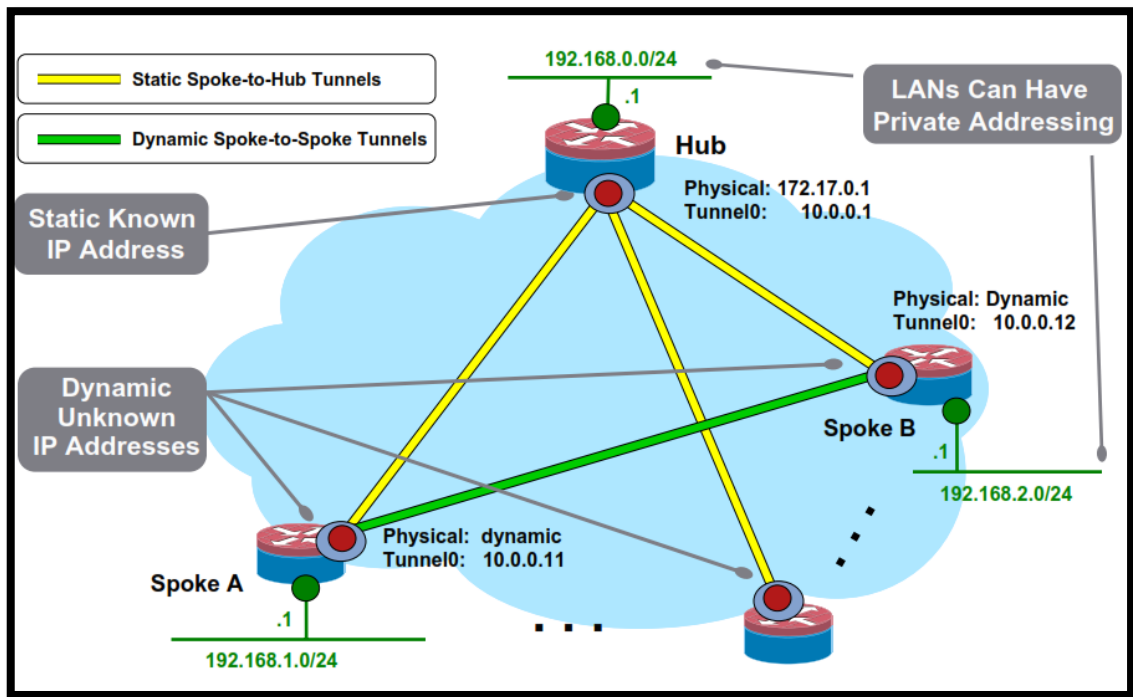 192.168.0.0/24
.1
Static Spoke-to-Hub Tunnels
Dynamic Spoke-to-Spoke Tunnels
LANs Can Have
Private Addressing
Hub
Physical: 172.17.0.1
Tunnel0: 10.0.0.1
Static Known
IP Address
Physical: Dynamic
Tunnel0: 10.0.0.12
Dynamic
Unknown
IP Addresses
Spoke B
.1
192.168.2.0/24
Physical: dynamic
Tunnel0: 10.0.0.11
Spoke A
.1
192.168.1.0/24
. . .